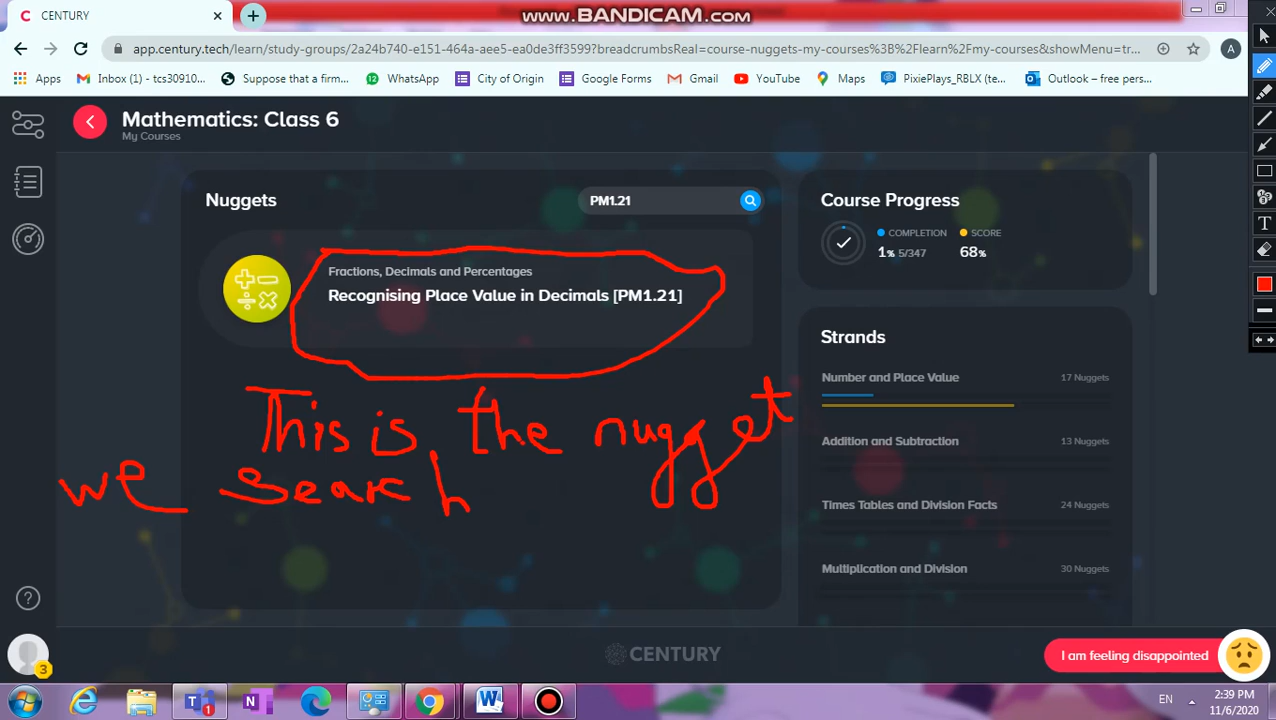 CENTURY
www.BANDICAM.com
app.century.tech/learn/study-groups/2a24b740-e151-464a-aee5-ea0de3ff3599?breadcrumbsReal=course-nuggets-my-courses%3B%2Flearn%2Fmy-courses&showMenu=tr...
A
Apps Inbox (1) - tcs30910... Suppose that a firm... WhatsApp City of Origin Google Forms Gmail YouTube Maps PixiePlays_RBLX (te... Outlook – free pers...
Mathematics: Class 6
My Courses
Nuggets
PM1.21
Fractions, Decimals and Percentages
Recognising Place Value in Decimals [PM1.21]
This is the nugget
we search
Course Progress
COMPLETION
1% 5/347
SCORE
68%
Strands
Number and Place Value 17 Nuggets
Addition and Subtraction 13 Nuggets
Times Tables and Division Facts 24 Nuggets
Multiplication and Division 30 Nuggets
3
CENTURY
I am feeling disappointed
1
EN
2:39 PM
11/6/2020